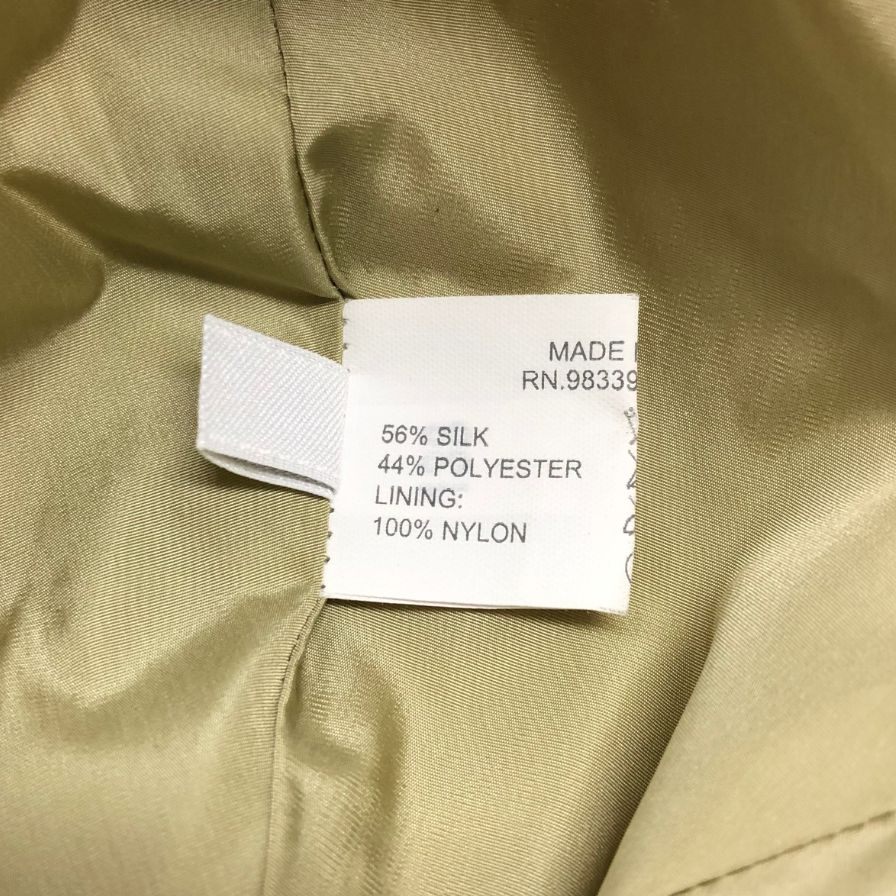 MADE
RN.98339
56% SILK
44% POLYESTER
LINING:
100% NYLON